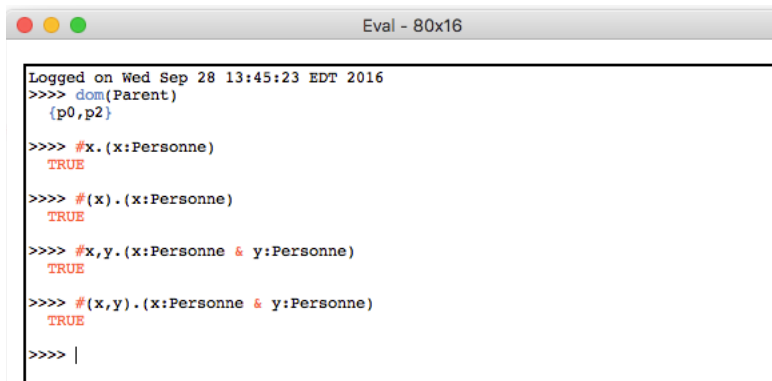 Eval - 80x16
Logged on Wed Sep 28 13:45:23 EDT 2016
>>>> dom(Parent)
{p0,p2}
>>>> #x.(x:Personne)
TRUE
>>>> #(x).(x:Personne)
TRUE
>>>> #x,y.(x:Personne & y:Personne)
TRUE
>>>> #(x,y).(x:Personne & y:Personne)
TRUE
>>>>